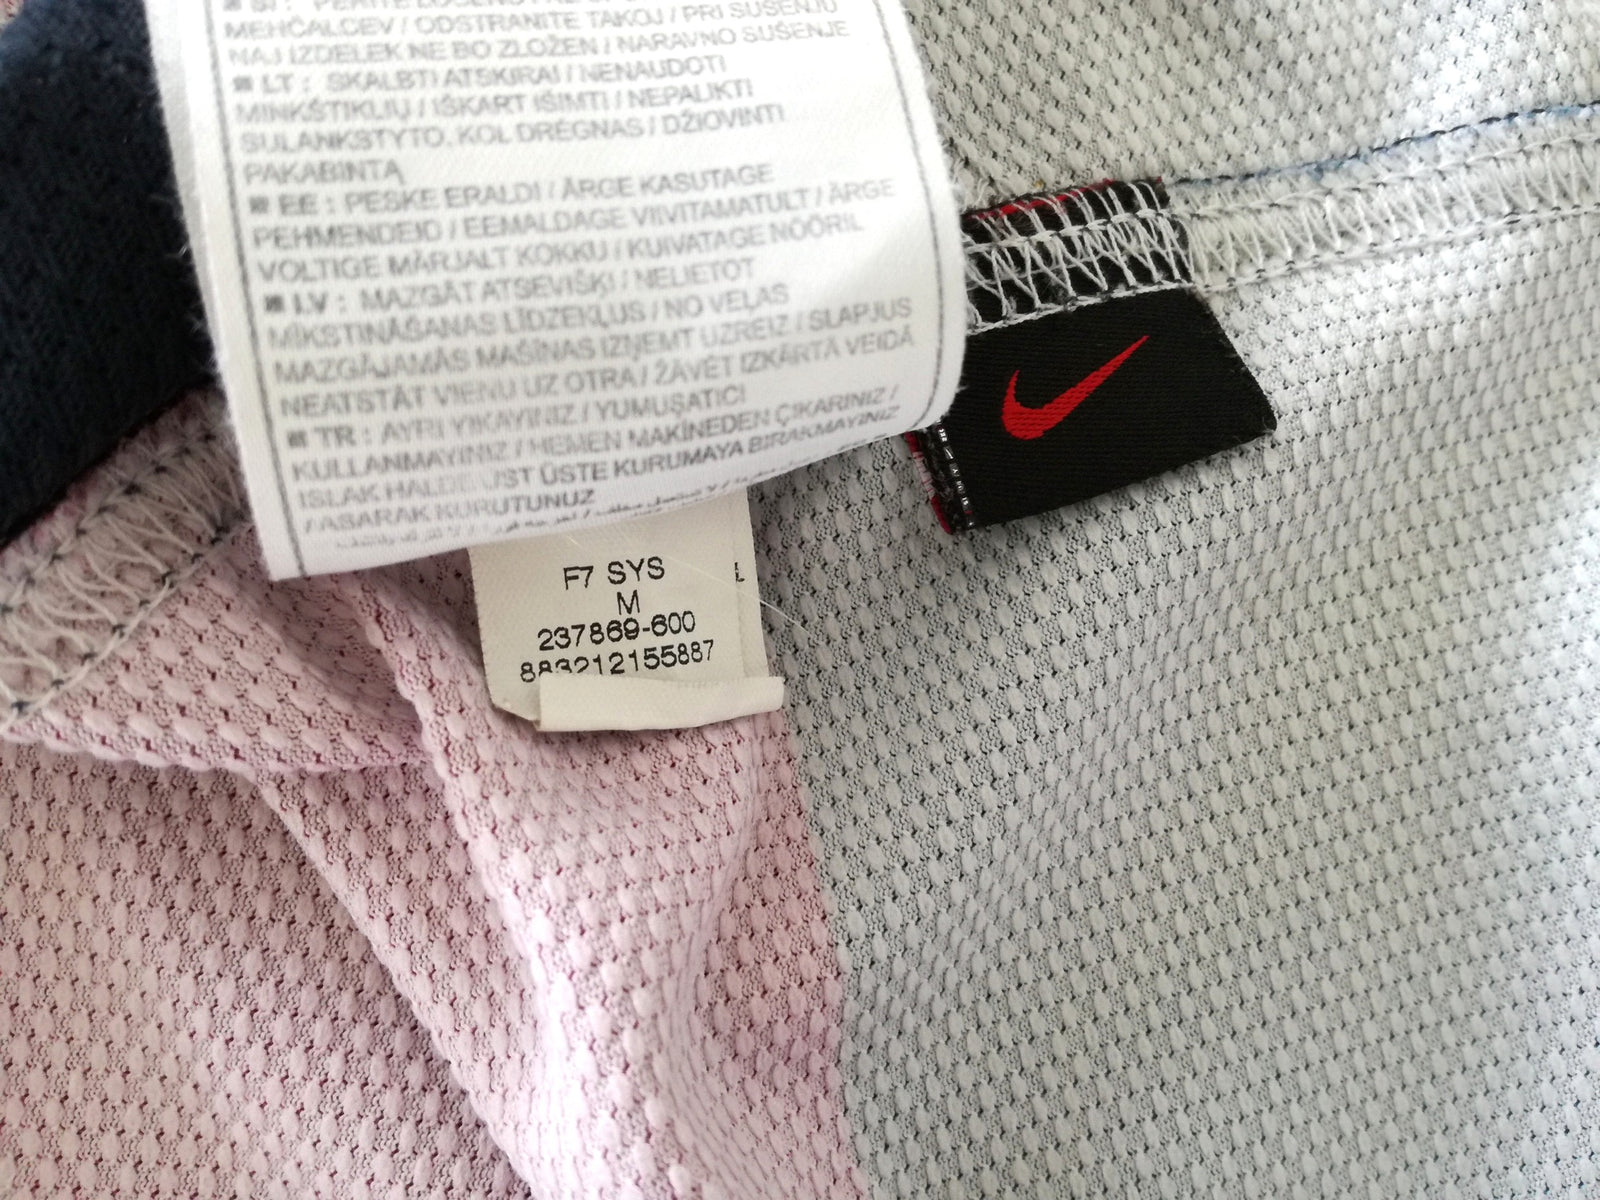 SI : PERITE LOČENO /
MEHČALCEV / ODSTRANITE TAKOJ / PRI SUŠENJU
NAJ IZDELEK NE BO ZLOŽEN / NARAVNO SUŠENJE
LT : SKALBTI ATSKIRAI / NENAUDOTI
MINKŠTIKLIŲ / IŠKART IŠIMTI / NEPALIKTI
SULANKSTYTO, KOL DRĖGNAS / DŽIOVINTI
PAKABINTĄ
EE : PESKE ERALDI / ÄRGE KASUTAGE
PEHMENDEID / EEMALDAGE VIIVITAMATULT / ÄRGE
VOLTIGE MÄRJALT KOKKU / KUIVATAGE NÖÖRIL
LV : MAZGĀT ATSEVIŠĶI / NELIETOT
MĪKSTINĀŠANAS LĪDZEKĻUS / NO VEĻAS
MAZGĀJAMĀS MAŠĪNAS IZŅEMT UZREIZ / SLAPJUS
NEATSTĀT VIENU UZ OTRA / ŽĀVĒT IZKĀRTĀ VEIDĀ
TR : AYRI YIKAYINIZ / YUMUŞATICI
KULLANMAYINIZ / HEMEN MAKİNEDEN ÇIKARINIZ /
ISLAK HALDE ÜST ÜSTE KURUMAYA BIRAKMAYINIZ
/ ASARAK KURUTUNUZ
F7 SYS
M
237869-600
883212155887